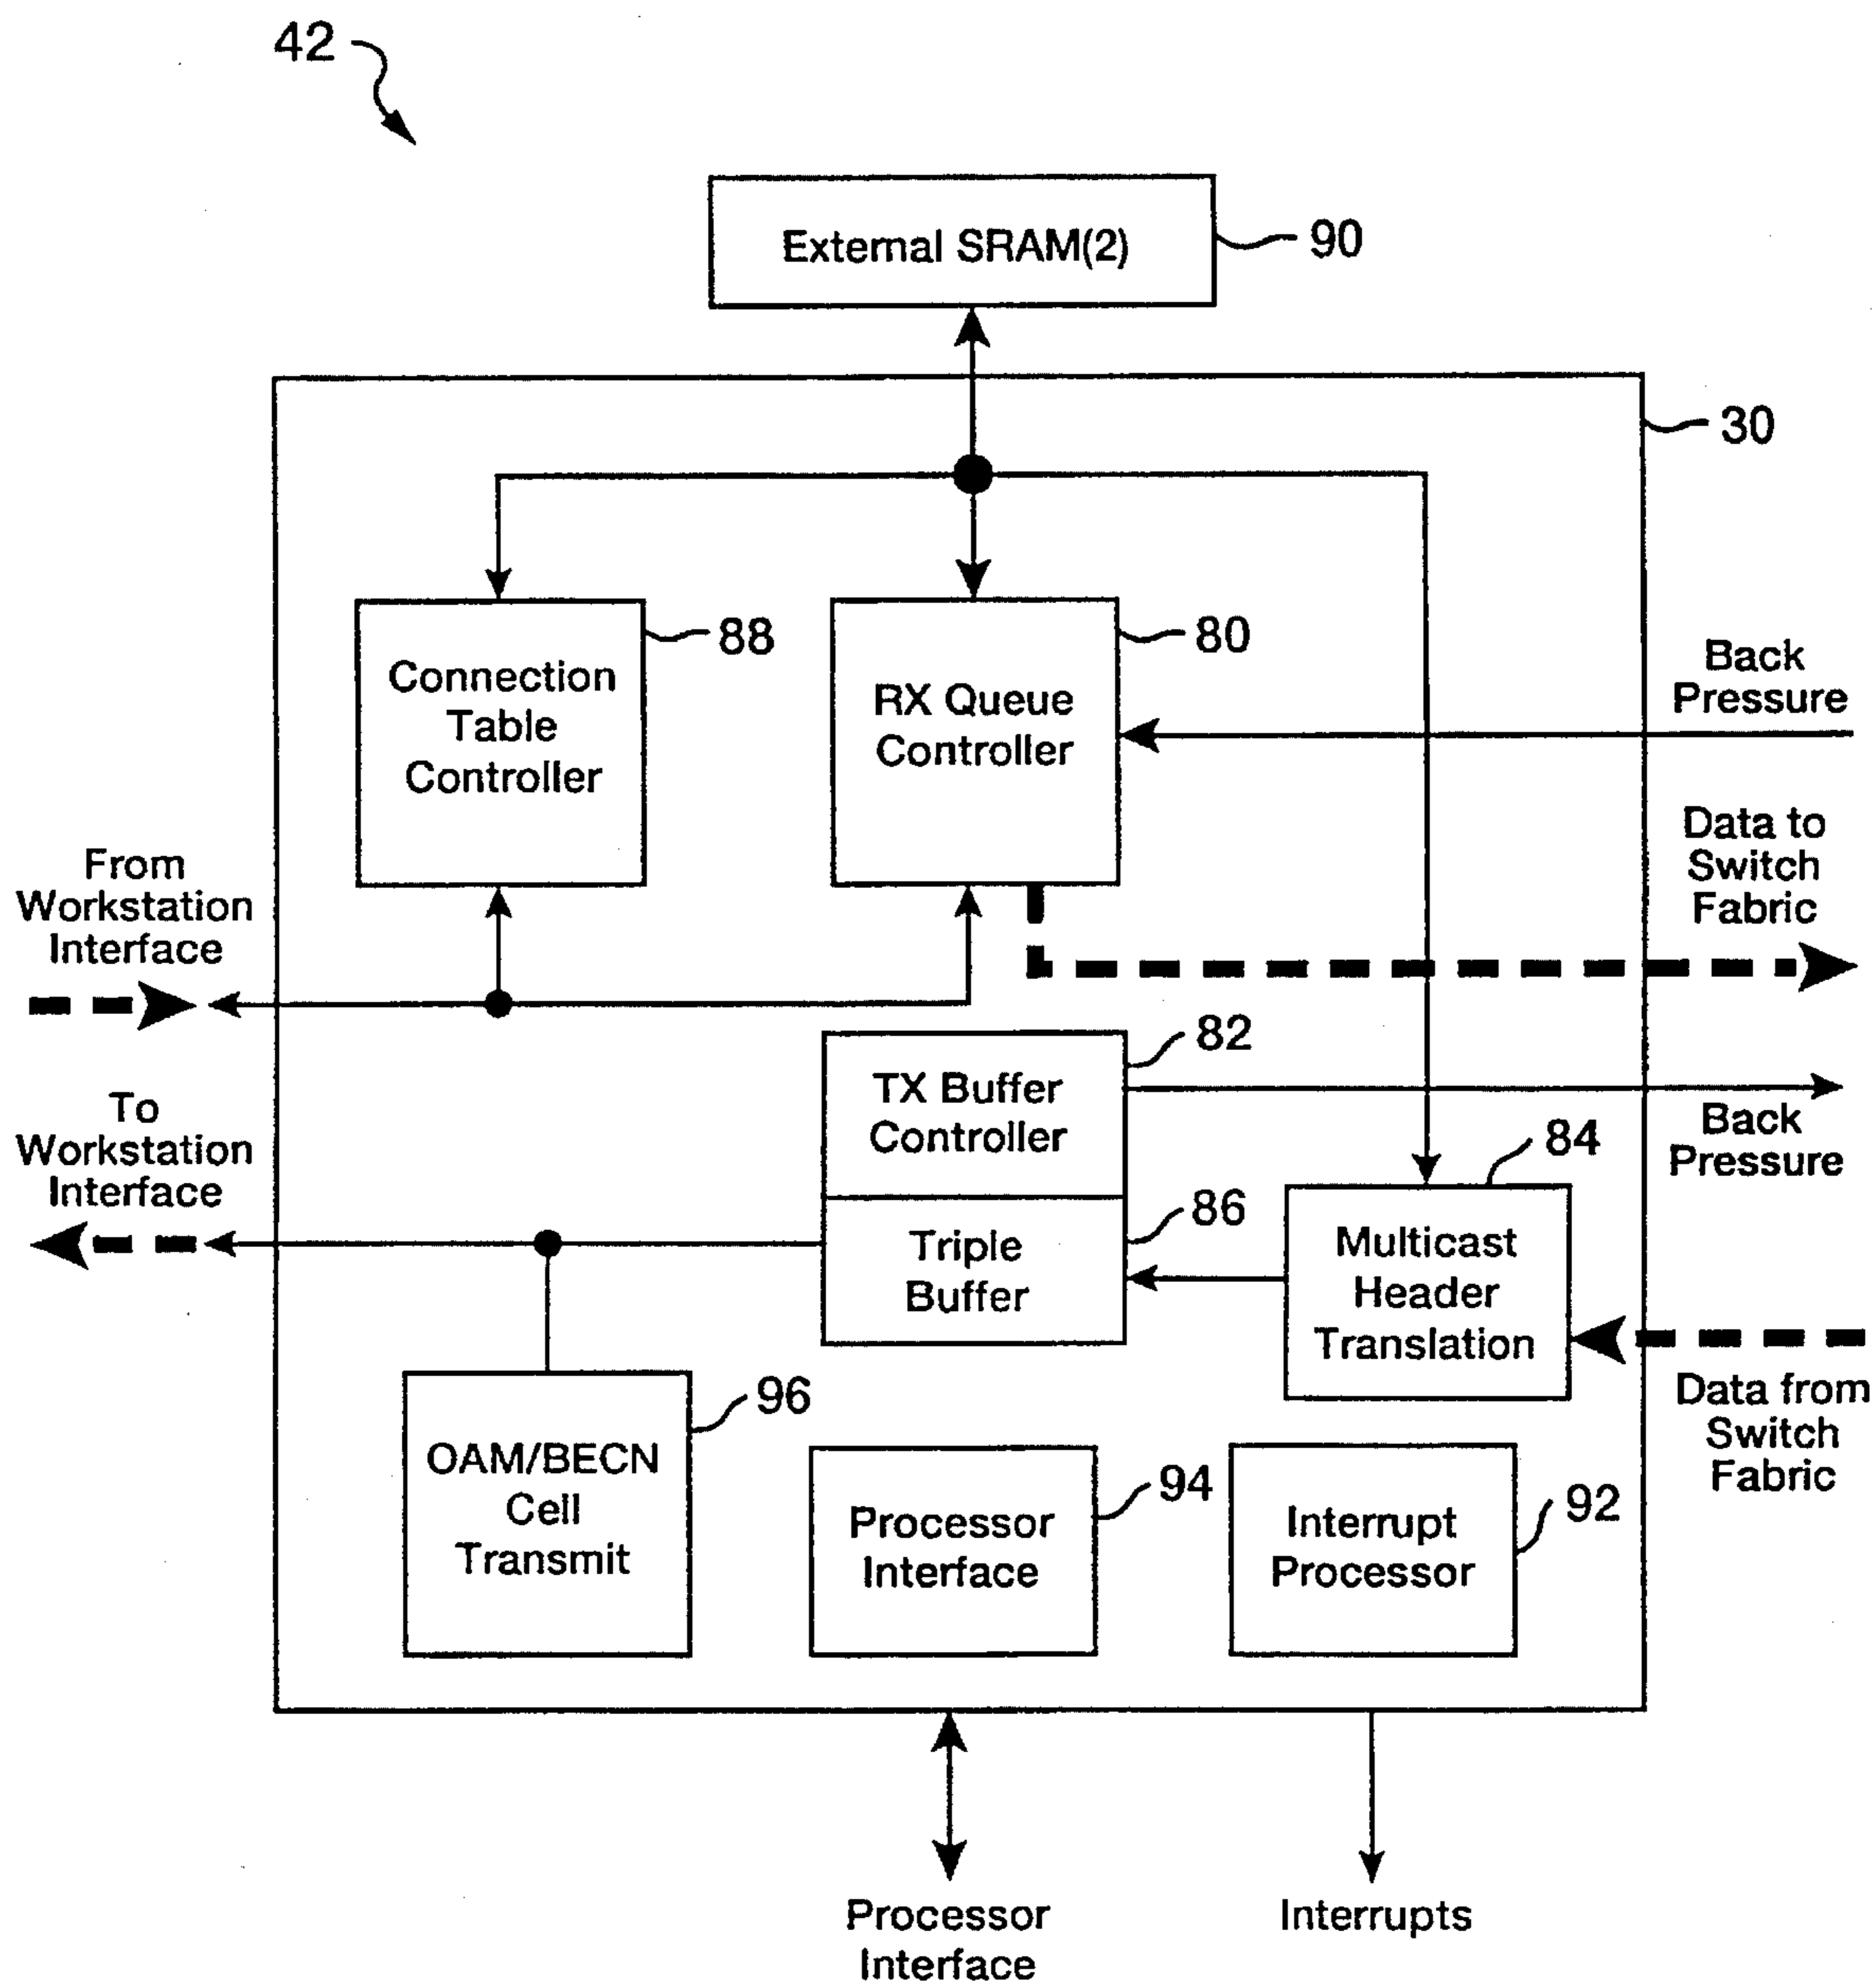 42
External SRAM(2)
90
30
Connection
Table
Controller
88
RX Queue
Controller
80
Back
Pressure
Data to
Switch
Fabric
From
Workstation
Interface
82
TX Buffer
Controller
Back
Pressure
To
Workstation
Interface
84
86
Triple
Buffer
Multicast
Header
Translation
Data from
Switch
Fabric
96
OAM/BECN
Cell
Transmit
94
Processor
Interface
92
Interrupt
Processor
Processor
Interface
Interrupts